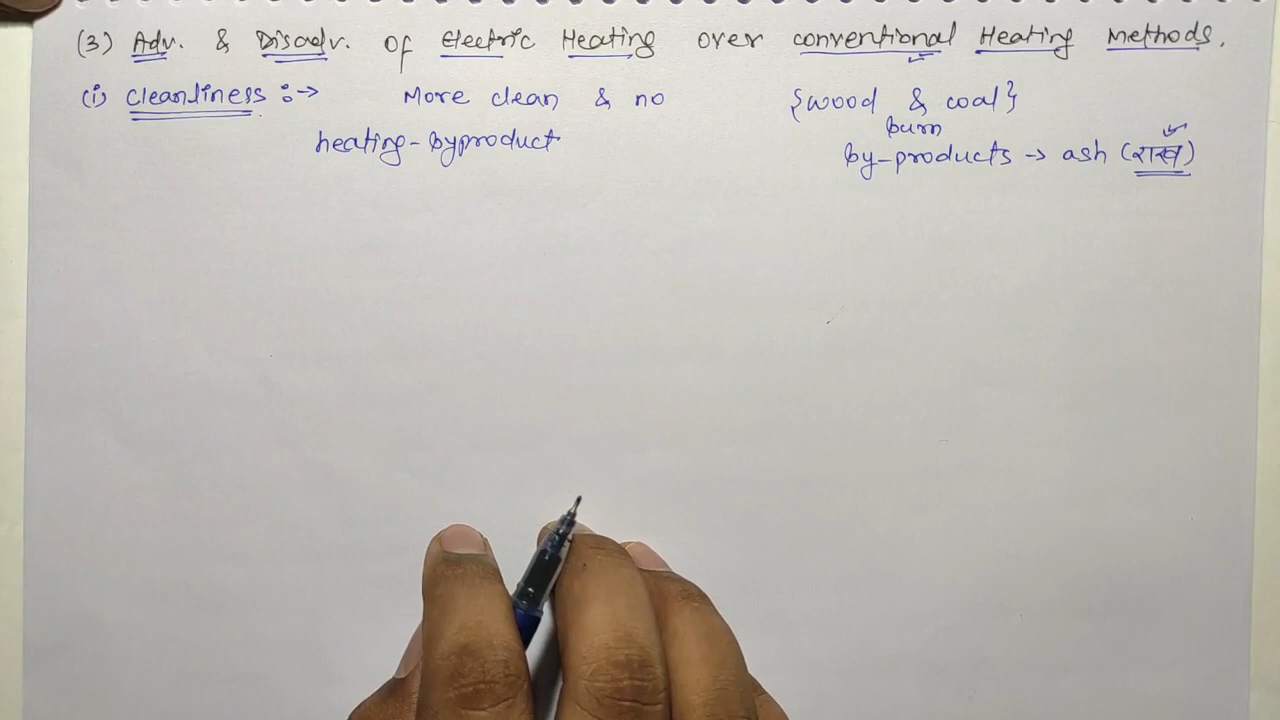 (3) Adv. & Disadv. of Electric Heating over conventional Heating Methods.
(i) Cleanliness :→ More clean & no {wood & coal}
burn
heating-byproduct by-products → ash (राख)